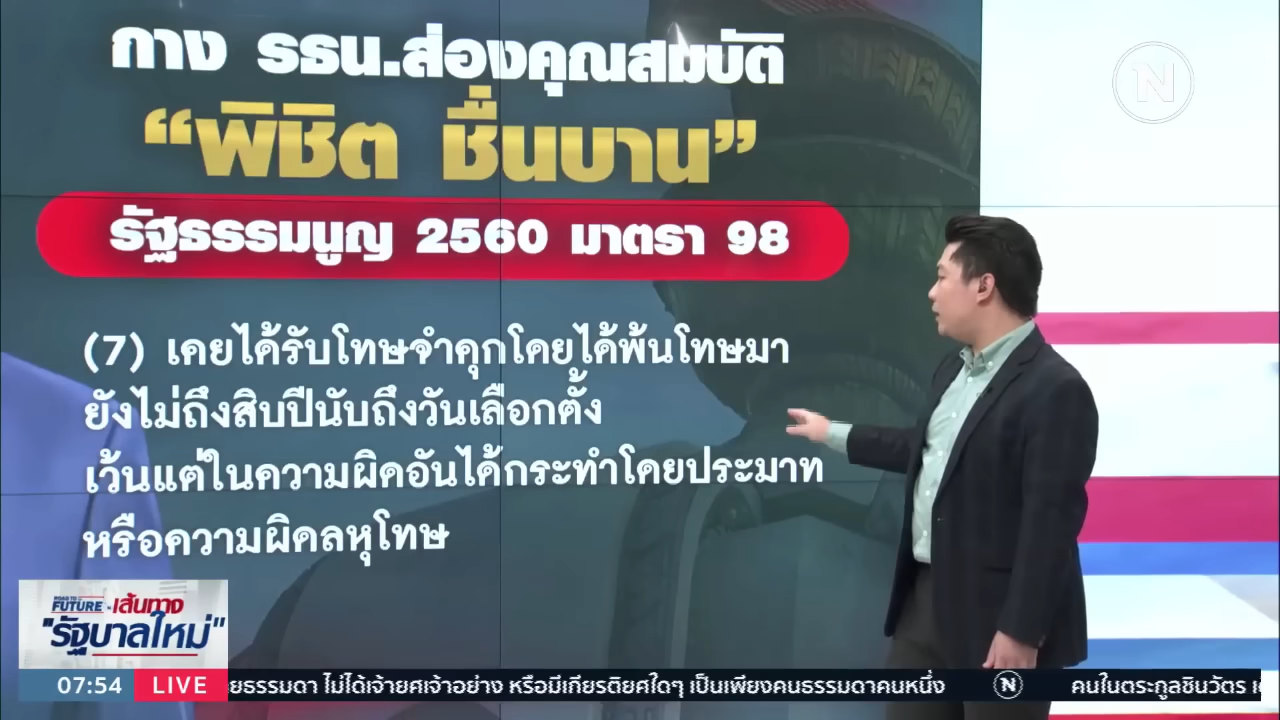 กาง รธน.ส่องคุณสมบัติ
“พิชิต ชื่นบาน”
รัฐธรรมนูญ 2560 มาตรา 98
(7) เคยได้รับโทษจำคุกโดยได้พ้นโทษมา
ยังไม่ถึงสิบปีนับถึงวันเลือกตั้ง
เว้นแต่ในความผิดอันได้กระทำโดยประมาท
หรือความผิดลหุโทษ
N
ROAD TO
FUTURE เส้นทาง
"รัฐบาลใหม่"
07:54 LIVE ยธรรมดา ไม่ได้เจ้ายศเจ้าอย่าง หรือมีเกียรติยศใดๆ เป็นเพียงคนธรรมดาคนหนึ่ง N คนในตระกูลชินวัตร